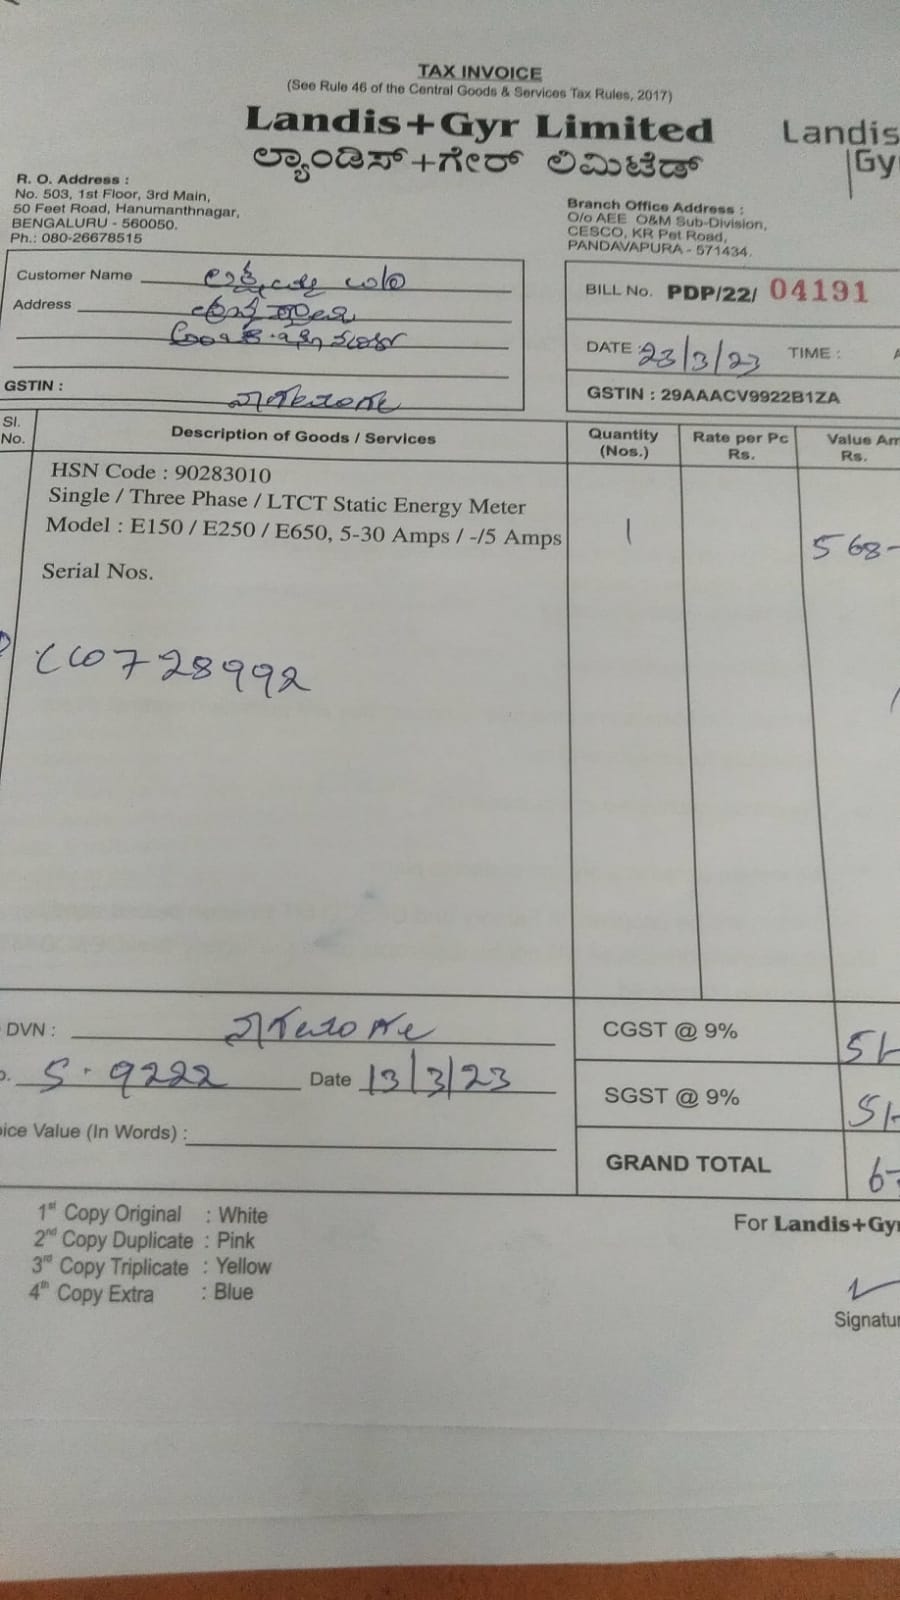 TAX INVOICE
(See Rule 46 of the Central Goods & Services Tax Rules, 2017)
Landis+Gyr Limited
ಲ್ಯಾಂಡಿಸ್+ಗೇರ್ ಲಿಮಿಟೆಡ್
Landis
Gy
R. O. Address :
No. 503, 1st Floor, 3rd Main,
50 Feet Road, Hanumanthnagar,
BENGALURU - 560050.
Ph.: 080-26678515
Branch Office Address :
O/o AEE O&M Sub-Division,
CESCO, KR Pet Road,
PANDAVAPURA - 571434.
Customer Name
Address
GSTIN :
BILL No. PDP/22/ 04191
DATE : 23/3/23 TIME :
GSTIN : 29AAACV9922B1ZA
Sl. No. Description of Goods / Services Quantity (Nos.) Rate per Pc Rs. Value Am Rs.
HSN Code : 90283010
Single / Three Phase / LTCT Static Energy Meter
Model : E150 / E250 / E650, 5-30 Amps / -/5 Amps 1 568-
Serial Nos.
DVN :
CGST @ 9% 51-
S. 9222 Date 13/3/23
SGST @ 9% 51-
oice Value (In Words) :
GRAND TOTAL
1st Copy Original : White
2nd Copy Duplicate : Pink
3rd Copy Triplicate : Yellow
4th Copy Extra : Blue
For Landis+Gy
Signatu